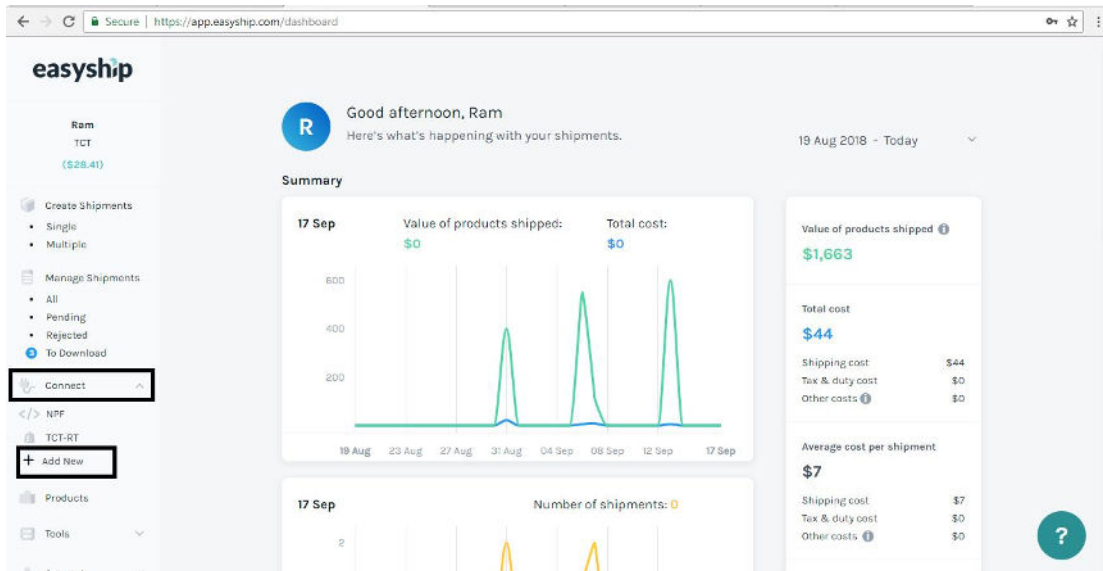 Secure | https://app.easyship.com/dashboard
easyship
Ram
TCT
($28.41)
Create Shipments
Single
Multiple
Manage Shipments
All
Pending
Rejected
3 To Download
Connect
</> NPF
TCT-RT
+ Add New
Products
Tools
R
Good afternoon, Ram
Here's what's happening with your shipments.
19 Aug 2018 - Today
Summary
17 Sep
Value of products shipped:
$0
Total cost:
$0
600
400
200
19 Aug 23 Aug 27 Aug 31 Aug 04 Sep 08 Sep 12 Sep 17 Sep
17 Sep
Number of shipments: 0
2
Value of products shipped
$1,663
Total cost
$44
Shipping cost $44
Tax & duty cost $0
Other costs $0
Average cost per shipment
$7
Shipping cost $7
Tax & duty cost $0
Other costs $0
?